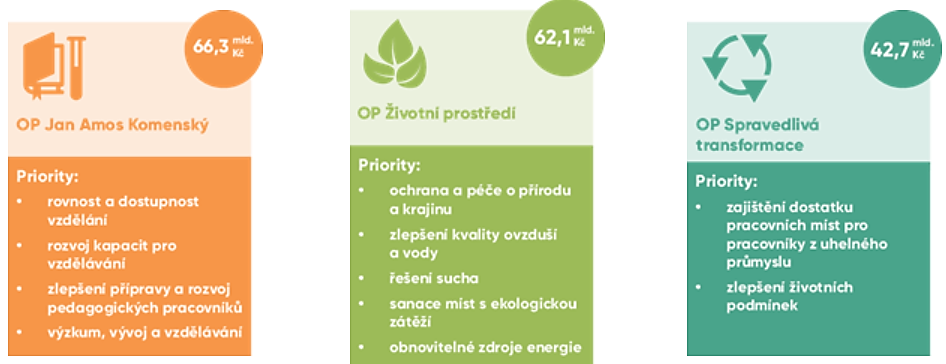 66,3 mld. Kč
OP Jan Amos Komenský
Priority:
• rovnost a dostupnost
vzdělání
• rozvoj kapacit pro
vzdělávání
• zlepšení přípravy a rozvoj
pedagogických pracovníků
• výzkum, vývoj a vzdělávání
62,1 mld. Kč
OP Životní prostředí
Priority:
• ochrana a péče o přírodu
a krajinu
• zlepšení kvality ovzduší
a vody
• řešení sucha
• sanace míst s ekologickou
zátěží
• obnovitelné zdroje energie
42,7 mld. Kč
OP Spravedlivá
transformace
Priority:
• zajištění dostatku
pracovních míst pro
pracovníky z uhelného
průmyslu
• zlepšení životních
podmínek